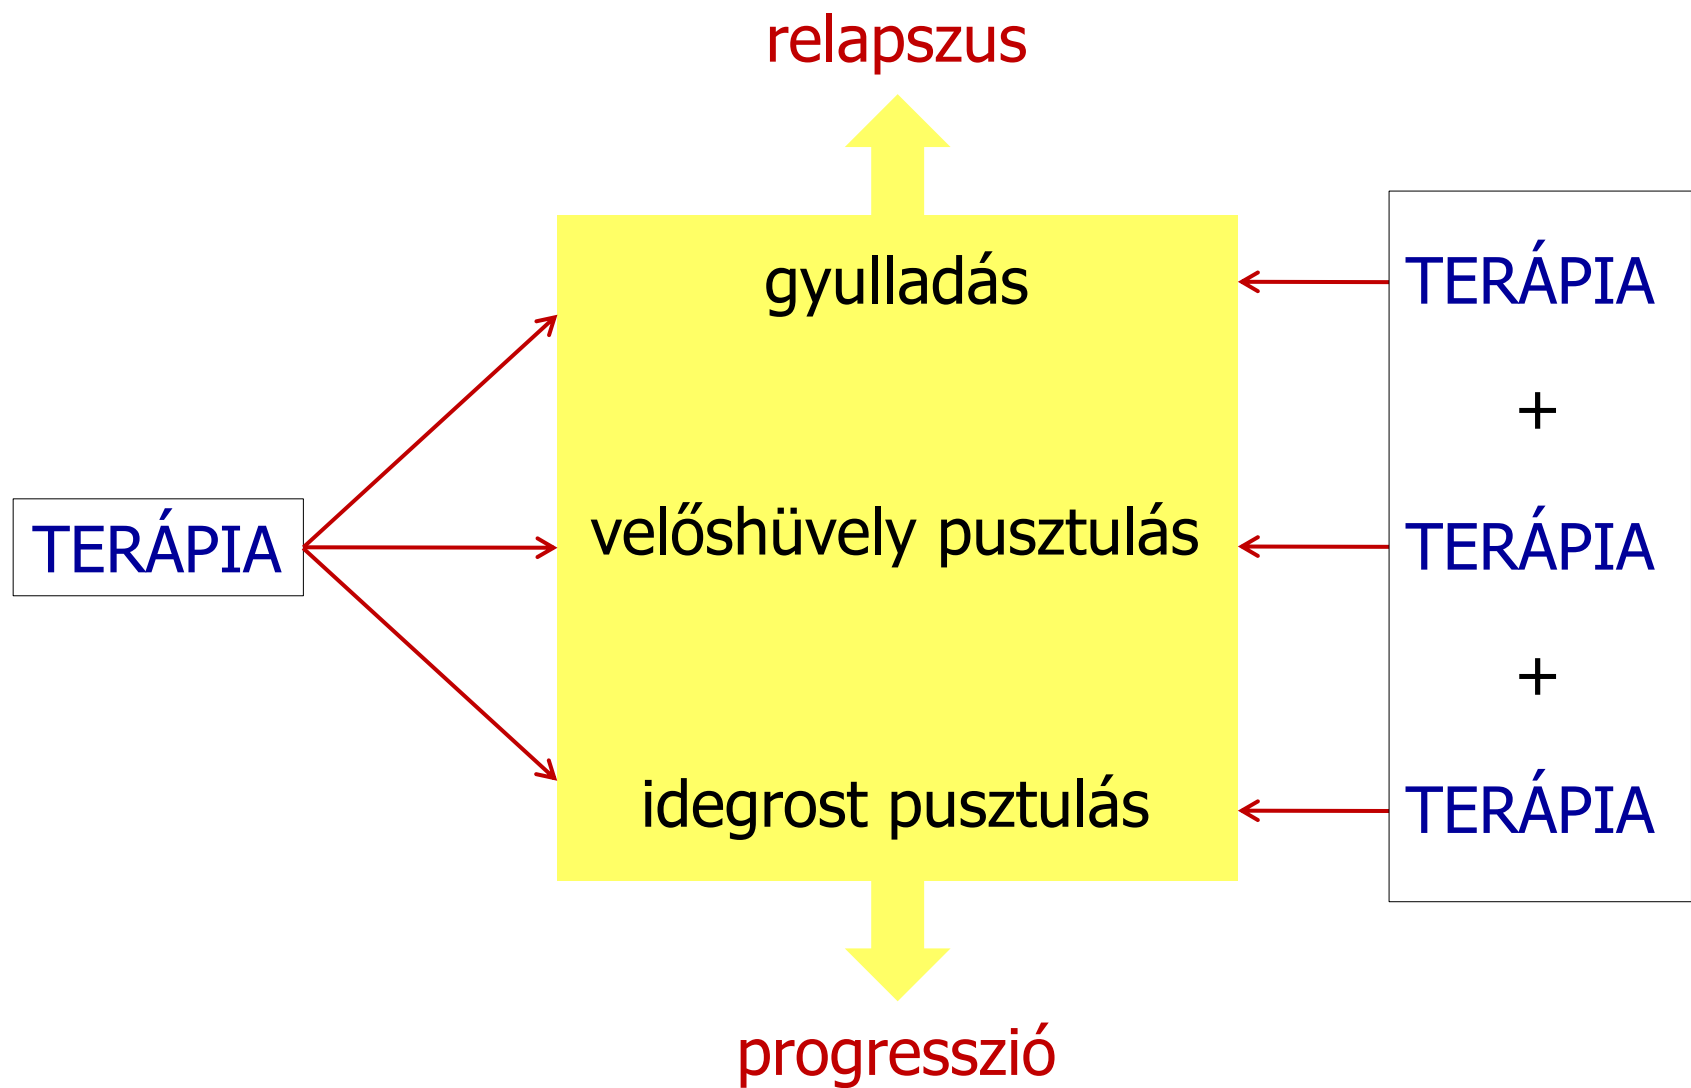 relapszus
gyulladás
TERÁPIA
+
TERÁPIA
velőshüvely pusztulás
TERÁPIA
+
idegrost pusztulás
TERÁPIA
progresszió